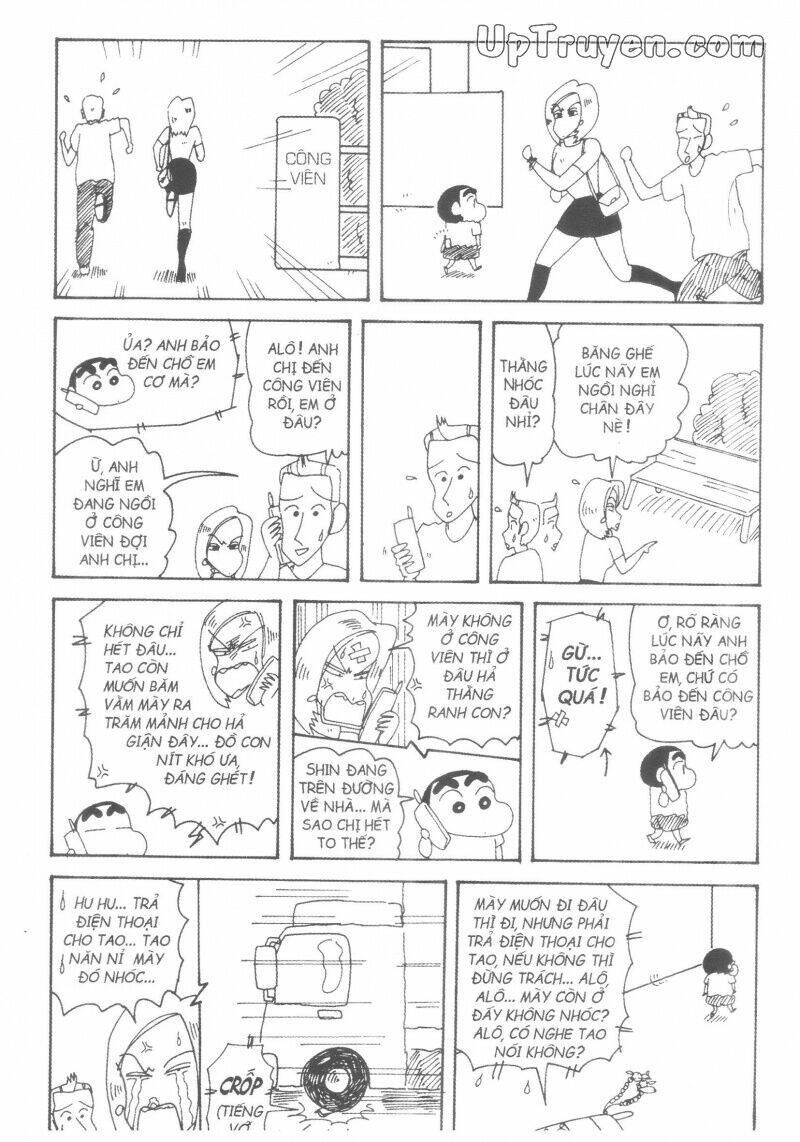 UpTruyen.com
CÔNG
VIÊN
ỦA? ANH BẢO
ĐẾN CHỖ EM
CƠ MÀ?
ALÔ! ANH
CHỊ ĐẾN
CÔNG VIÊN
RỒI, EM Ở
ĐÂU?
Ừ, ANH
NGHĨ EM
ĐANG NGỒI
Ở CÔNG
VIÊN ĐỢI
ANH CHỊ...
THẰNG
NHÓC
ĐÂU
NHỈ?
BĂNG GHẾ
LÚC NÃY EM
NGỒI NGHỈ
CHÂN ĐÂY
NÈ!
KHÔNG CHỈ
HÉT ĐÂU...
TAO CÒN
MUỐN BĂM
VẰM MÀY RA
TRĂM MẢNH CHO HẢ
GIẬN ĐÂY... ĐỒ CON
NÍT KHÓ ƯA,
ĐÁNG GHÉT!
MÀY KHÔNG
Ở CÔNG
VIÊN THÌ Ở
ĐÂU HẢ
THẰNG
RANH CON?
SHIN ĐANG
TRÊN ĐƯỜNG
VỀ NHÀ... MÀ
SAO CHỊ HÉT
TO THẾ?
GỪ...
TỨC
QUÁ!
Ơ, RÕ RÀNG
LÚC NÃY ANH
BẢO ĐẾN CHỖ
EM, CHỨ CÓ
BẢO ĐẾN CÔNG
VIÊN ĐÂU?
HU HU... TRẢ
ĐIỆN THOẠI
CHO TAO... TAO
NĂN NỈ MÀY
ĐÓ NHÓC...
CRỐP
(TIẾNG
VỠ
MÀY MUỐN ĐI ĐÂU
THÌ ĐI, NHƯNG PHẢI
TRẢ ĐIỆN THOẠI CHO
TAO, NẾU KHÔNG THÌ
ĐỪNG TRÁCH... ALÔ
ALÔ... MÀY CÒN Ở
ĐẤY KHÔNG NHÓC?
ALÔ, CÓ NGHE TAO
NÓI KHÔNG?